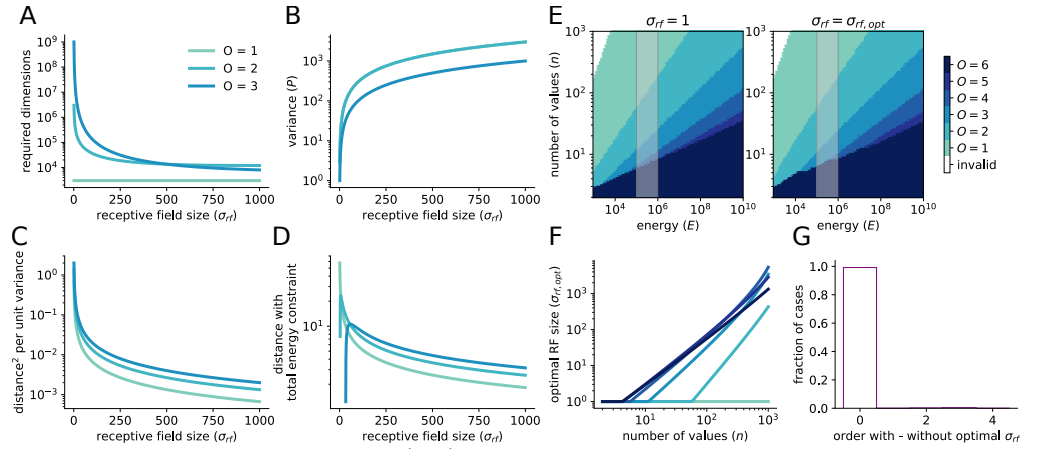 A
10⁹
10⁸
10⁷
10⁶
10⁵
10⁴
required dimensions
0
250
500
750
1000
receptive field size (σrf)
O = 1
O = 2
O = 3
B
10³
10²
10¹
10⁰
variance (P)
0
250
500
750
1000
receptive field size (σrf)
E
σrf = 1
σrf = σrf, opt
10³
10²
10¹
number of values (n)
10⁴
10⁶
10⁸
10¹⁰
energy (E)
10⁴
10⁶
10⁸
10¹⁰
energy (E)
O = 6
O = 5
O = 4
O = 3
O = 2
O = 1
invalid
C
10⁰
10⁻¹
10⁻²
10⁻³
distance² per unit variance
0
250
500
750
1000
receptive field size (σrf)
D
10¹
distance with
total energy constraint
0
250
500
750
1000
receptive field size (σrf)
F
10³
10²
10¹
10⁰
optimal RF size (σrf, opt)
10¹
10²
10³
number of values (n)
G
1.0
0.8
0.6
0.4
0.2
0.0
fraction of cases
0
2
4
order with - without optimal σrf